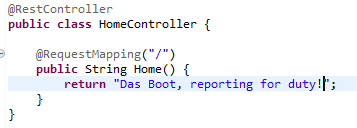 @RestController
public class HomeController {
@RequestMapping("/")
public String Home() {
return "Das Boot, reporting for duty!";
}
}